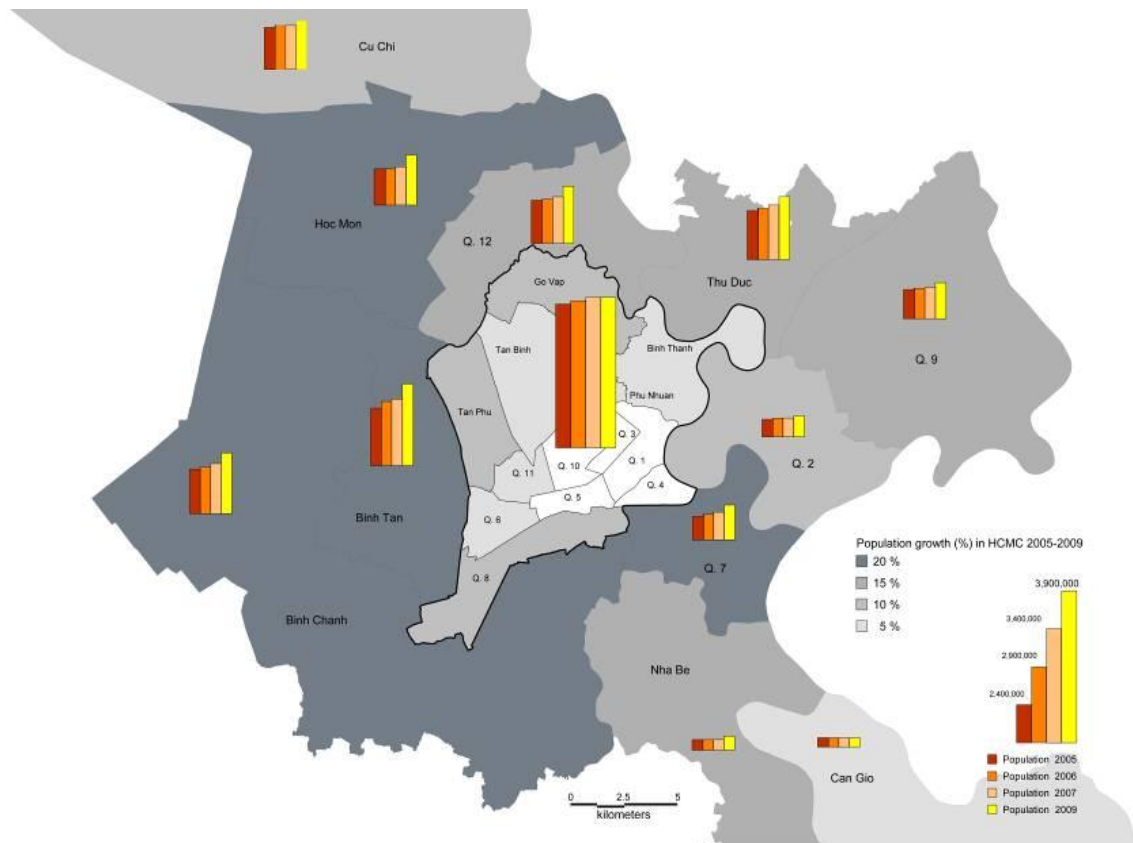 Cu Chi
Hoc Mon
Q. 12
Go Vap
Thu Duc
Tan Binh
Binh Thanh
Q. 9
Tan Phu
Phu Nhuan
Q. 3
Q. 10
Q. 1
Q. 2
Q. 11
Q. 4
Q. 5
Binh Tan
Q. 6
Q. 7
Q. 8
Binh Chanh
Nha Be
Can Gio
Population growth (%) in HCMC 2005-2009
20 %
15 %
10 %
5 %
3,900,000
3,400,000
2,900,000
2,400,000
Population 2005
Population 2006
Population 2007
Population 2009
0 2.5 5
kilometers